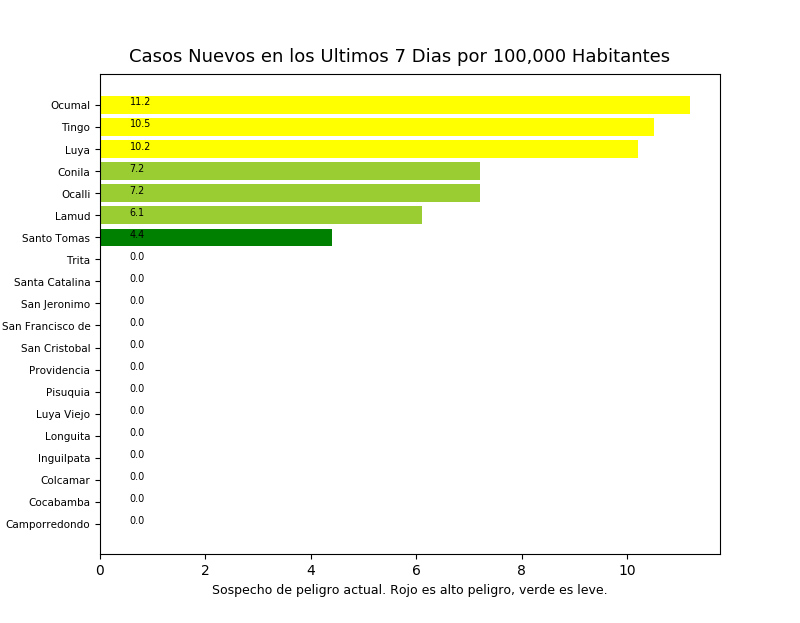 Casos Nuevos en los Ultimos 7 Dias por 100,000 Habitantes
Ocumal 11.2
Tingo 10.5
Luya 10.2
Conila 7.2
Ocalli 7.2
Lamud 6.1
Santo Tomas 4.4
Trita 0.0
Santa Catalina 0.0
San Jeronimo 0.0
San Francisco de 0.0
San Cristobal 0.0
Providencia 0.0
Pisuquia 0.0
Luya Viejo 0.0
Longuita 0.0
Inguilpata 0.0
Colcamar 0.0
Cocabamba 0.0
Camporredondo 0.0
0 2 4 6 8 10
Sospecho de peligro actual. Rojo es alto peligro, verde es leve.